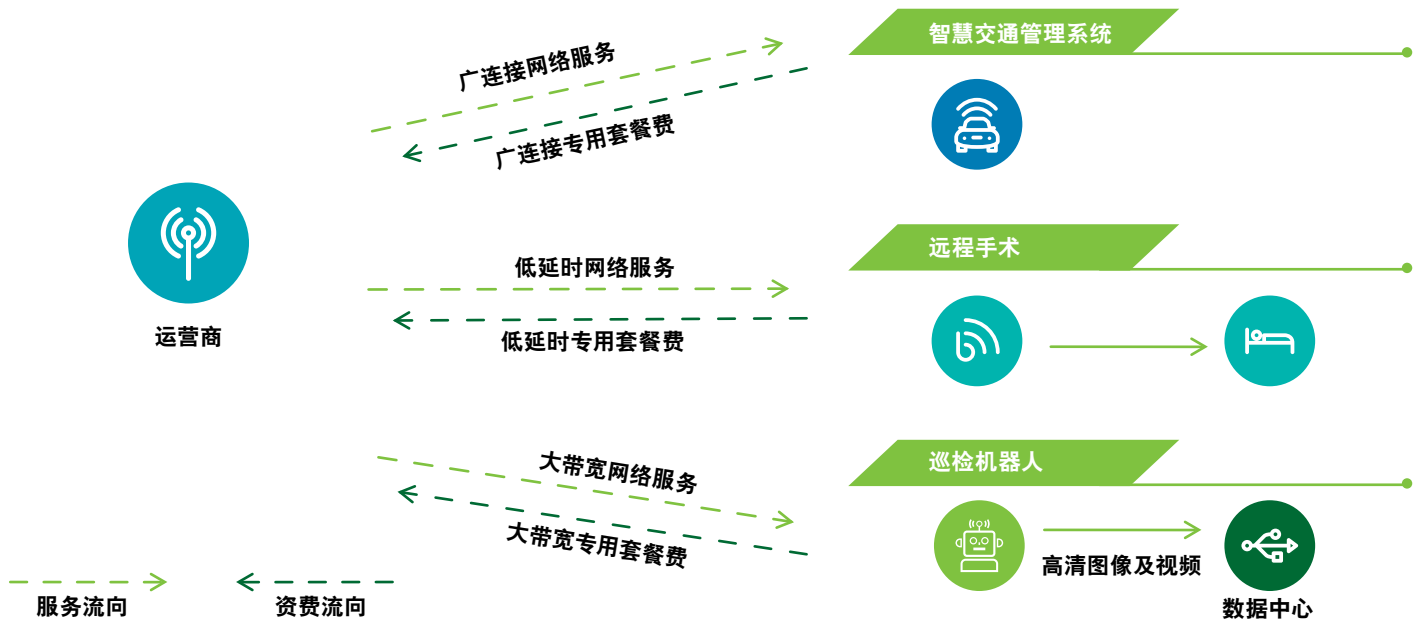 智慧交通管理系统
广连接网络服务
广连接专用套餐费
运营商
远程手术
低延时网络服务
低延时专用套餐费
巡检机器人
大带宽网络服务
大带宽专用套餐费
高清图像及视频
数据中心
服务流向
资费流向